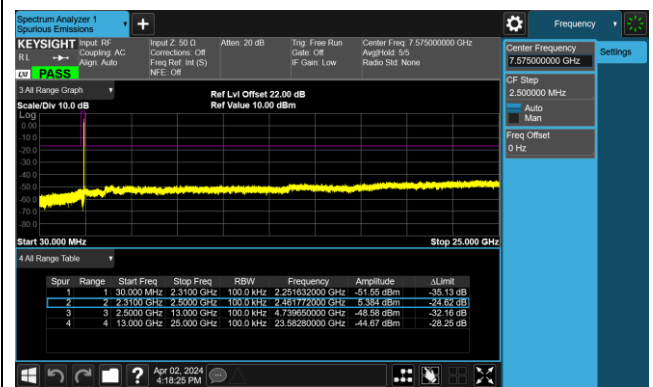 Spectrum Analyzer 1
Spurious Emissions
Frequency
KEYSIGHT
Input: RF
Coupling: AC
Align: Auto
Input Z: 50 Ω
Corrections: Off
Freq Ref: Int (S)
NFE: Off
Atten: 20 dB
Trig: Free Run
Gate: Off
IF Gain: Low
Center Freq: 7.575000000 GHz
Avg|Hold: 5/5
Radio Std: None
RL
LXI
PASS
Center Frequency
7.575000000 GHz
Settings
CF Step
2.500000 MHz
Auto
Man
Freq Offset
0 Hz
3 All Range Graph
Scale/Div 10.0 dB
Ref Lvl Offset 22.00 dB
Ref Value 10.00 dBm
Log
0.00
-10.0
-20.0
-30.0
-40.0
-50.0
-60.0
-70.0
-80.0
Start 30.000 MHz
Stop 25.000 GHz
4 All Range Table
Spur Range Start Freq Stop Freq RBW Frequency Amplitude ΔLimit
1 1 30.000 MHz 2.3100 GHz 100.0 kHz 2.251632000 GHz -51.55 dBm -35.13 dB
2 2 2.3100 GHz 2.5000 GHz 100.0 kHz 2.461772000 GHz 5.384 dBm -24.62 dB
3 3 2.5000 GHz 13.000 GHz 100.0 kHz 4.739650000 GHz -48.58 dBm -32.16 dB
4 4 13.000 GHz 25.000 GHz 100.0 kHz 23.58280000 GHz -44.67 dBm -28.25 dB
Apr 02, 2024
4:18:25 PM